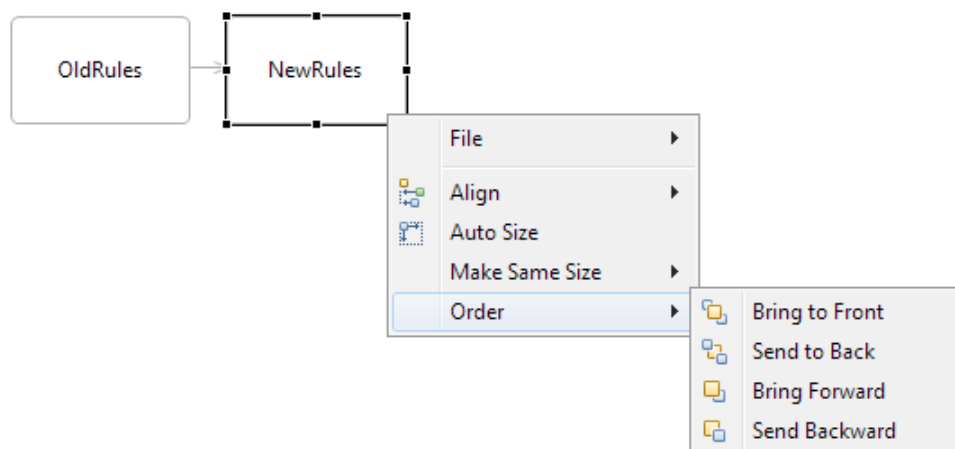 OldRules
NewRules
File
Align
Auto Size
Make Same Size
Order
Bring to Front
Send to Back
Bring Forward
Send Backward